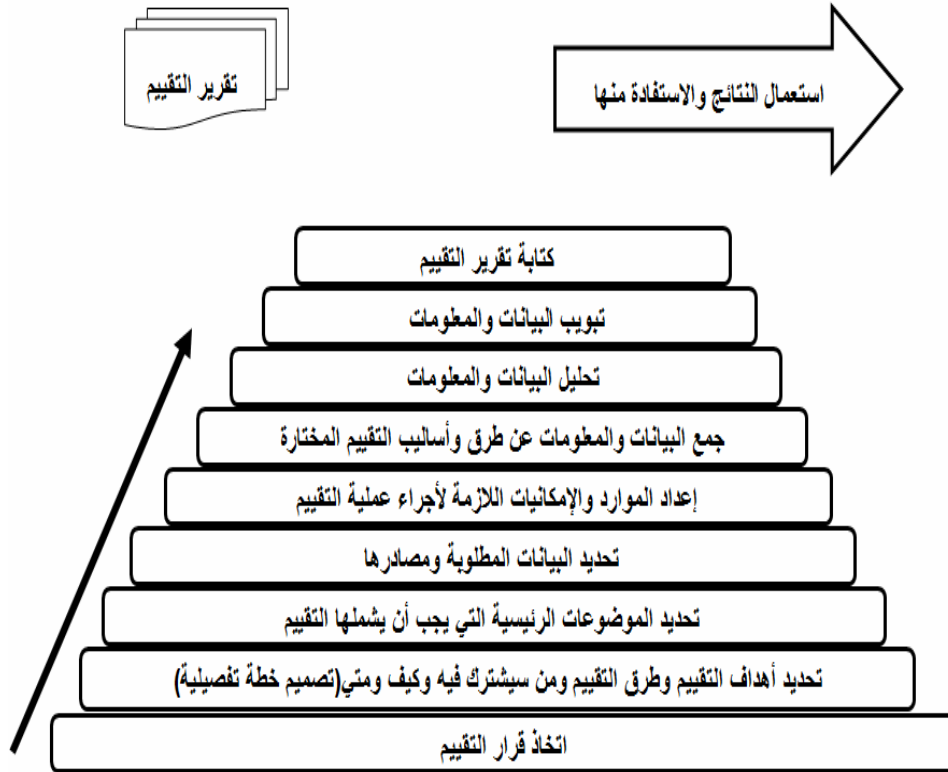 تقرير التقييم
استعمال النتائج والاستفادة منها
كتابة تقرير التقييم
تبويب البيانات والمعلومات
تحليل البيانات والمعلومات
جمع البيانات والمعلومات عن طرق وأساليب التقييم المختارة
إعداد الموارد والإمكانيات اللازمة لأجراء عملية التقييم
تحديد البيانات المطلوبة ومصادرها
تحديد الموضوعات الرئيسية التي يجب أن يشملها التقييم
تحديد أهداف التقييم وطرق التقييم ومن سيشترك فيه وكيف ومتي(تصميم خطة تفصيلية)
اتخاذ قرار التقييم